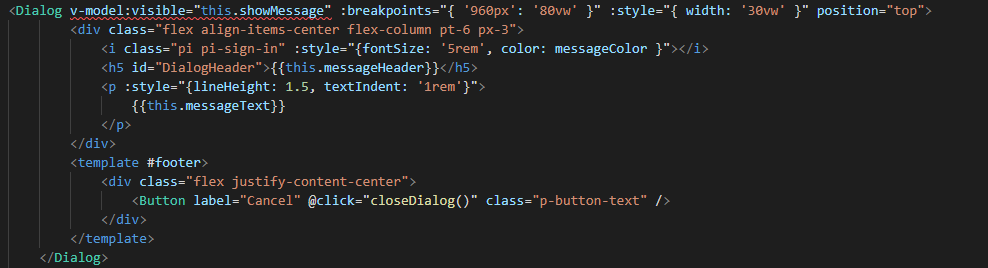 <Dialog v-model:visible="this.showMessage" :breakpoints="{ '960px': '80vw' }" :style="{ width: '30vw' }" position="top">
<div class="flex align-items-center flex-column pt-6 px-3">
<i class="pi pi-sign-in" :style="{fontSize: '5rem', color: messageColor }"></i>
<h5 id="DialogHeader">{{this.messageHeader}}</h5>
<p :style="{lineHeight: 1.5, textIndent: '1rem'}">
{{this.messageText}}
</p>
</div>
<template #footer>
<div class="flex justify-content-center">
<Button label="Cancel" @click="closeDialog()" class="p-button-text" />
</div>
</template>
</Dialog>